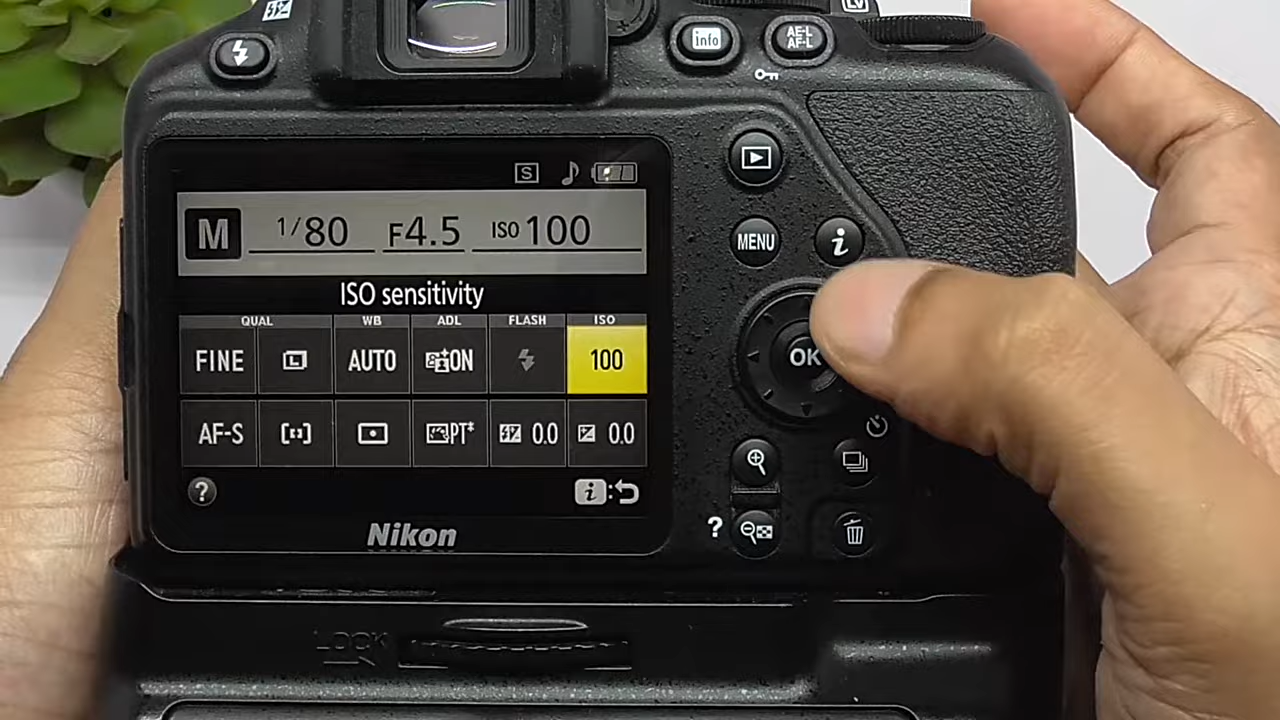 Lv
info
AE-L
AF-L
S
M 1/80 F4.5 ISO 100
MENU i
ISO sensitivity
QUAL WB ADL FLASH ISO
FINE L AUTO ON 100
OK
AF-S PT* 0.0 0.0
? i:
?
Nikon
LOCK